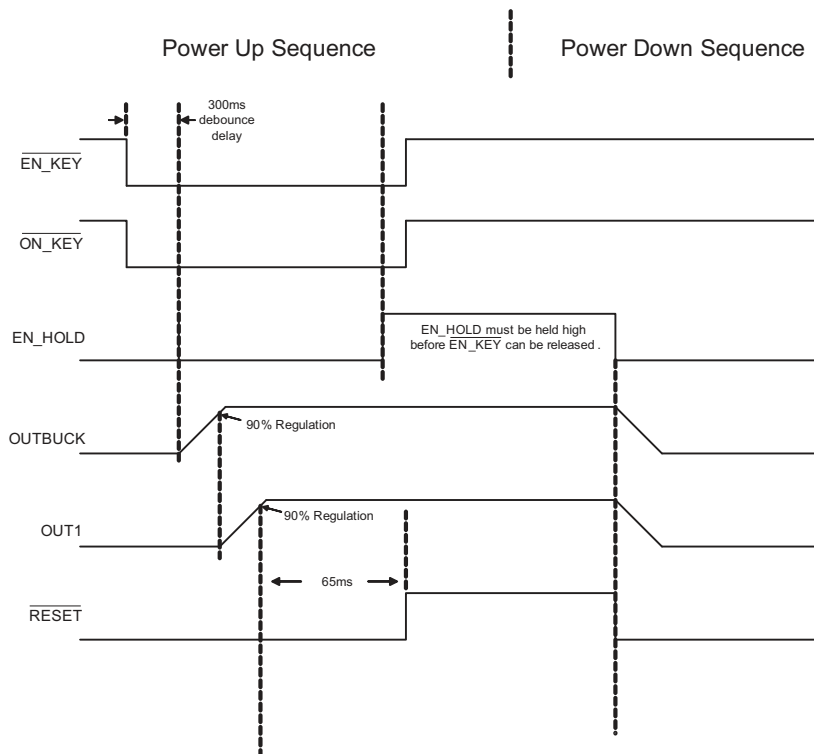 Power Up Sequence
Power Down Sequence
300ms
debounce
delay
EN_KEY
ON_KEY
EN_HOLD
EN_HOLD must be held high
before EN_KEY can be released .
OUTBUCK
90% Regulation
OUT1
90% Regulation
65ms
RESET